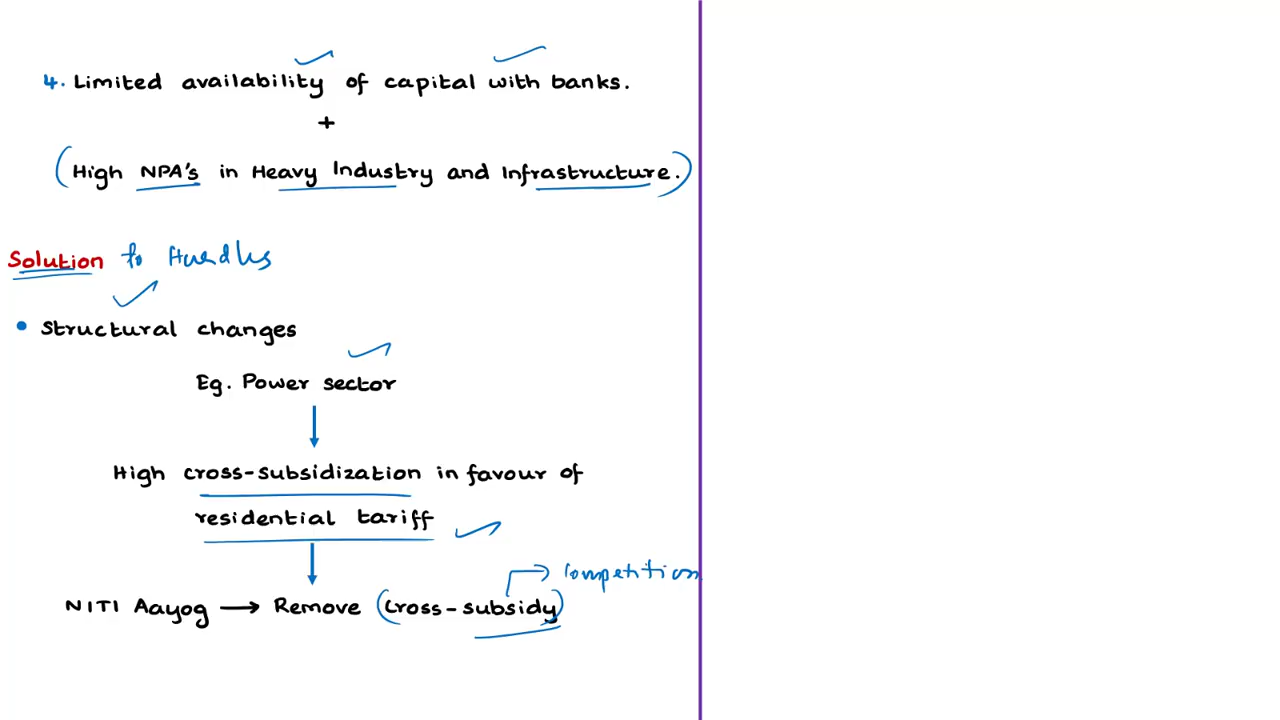 4. Limited availability of capital with banks.
+
(High NPA's in Heavy Industry and Infrastructure.)
Solution to Hurdles
• Structural changes
Eg. Power sector
↓
High cross-subsidization in favour of
residential tariff
↓
→ Competition
NITI Aayog → Remove (cross-subsidy)